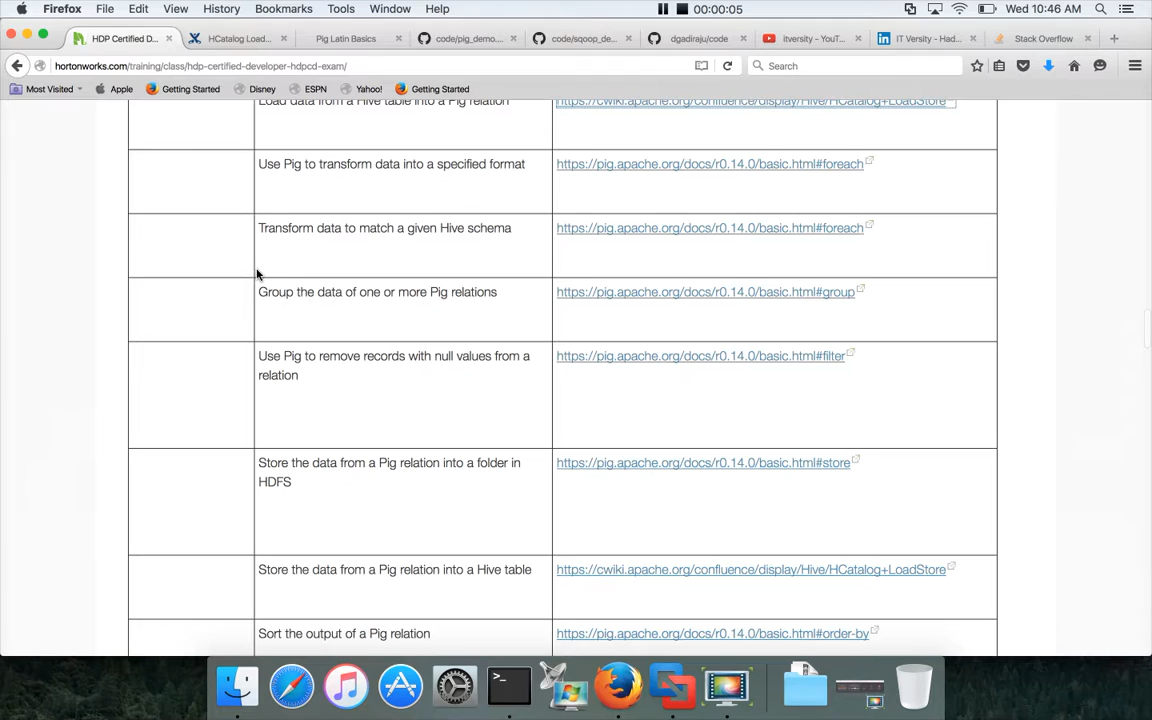 Firefox File Edit View History Bookmarks Tools Window Help 00:00:05 Wed 10:46 AM
HDP Certified D... HCatalog Load... Pig Latin Basics code/pig_demo.... code/sqoop_de... dgadiraju/code itversity - YouT... IT Versity - Had... Stack Overflow
hortonworks.com/training/class/hdp-certified-developer-hdpcd-exam/ Search
Most Visited Apple Getting Started Disney ESPN Yahoo! Getting Started
Load data from a Hive table into a Pig relation https://cwiki.apache.org/confluence/display/Hive/HCatalog+LoadStore
Use Pig to transform data into a specified format https://pig.apache.org/docs/r0.14.0/basic.html#foreach
Transform data to match a given Hive schema https://pig.apache.org/docs/r0.14.0/basic.html#foreach
Group the data of one or more Pig relations https://pig.apache.org/docs/r0.14.0/basic.html#group
Use Pig to remove records with null values from a https://pig.apache.org/docs/r0.14.0/basic.html#filter
relation
Store the data from a Pig relation into a folder in https://pig.apache.org/docs/r0.14.0/basic.html#store
HDFS
Store the data from a Pig relation into a Hive table https://cwiki.apache.org/confluence/display/Hive/HCatalog+LoadStore
Sort the output of a Pig relation https://pig.apache.org/docs/r0.14.0/basic.html#order-by